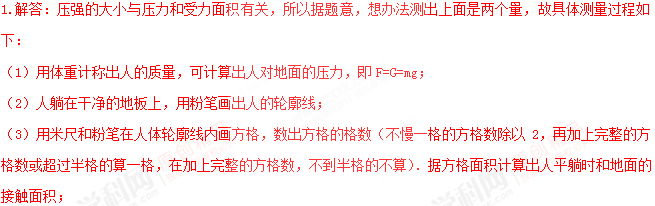 1.解答：压强的大小与压力和受力面积有关，所以据题意，想办法测出上面是两个量，故具体测量过程如
下：
（1）用体重计称出人的质量，可计算出人对地面的压力，即 F=G=mg；
（2）人躺在干净的地板上，用粉笔画出人的轮廓线；
（3）用米尺和粉笔在人体轮廓线内画方格，数出方格的格数（不慢一格的方格数除以 2，再加上完整的方
格数或超过半格的算一格，在加上完整的方格数，不到半格的不算）．据方格面积计算出人平躺时和地面的
接触面积；